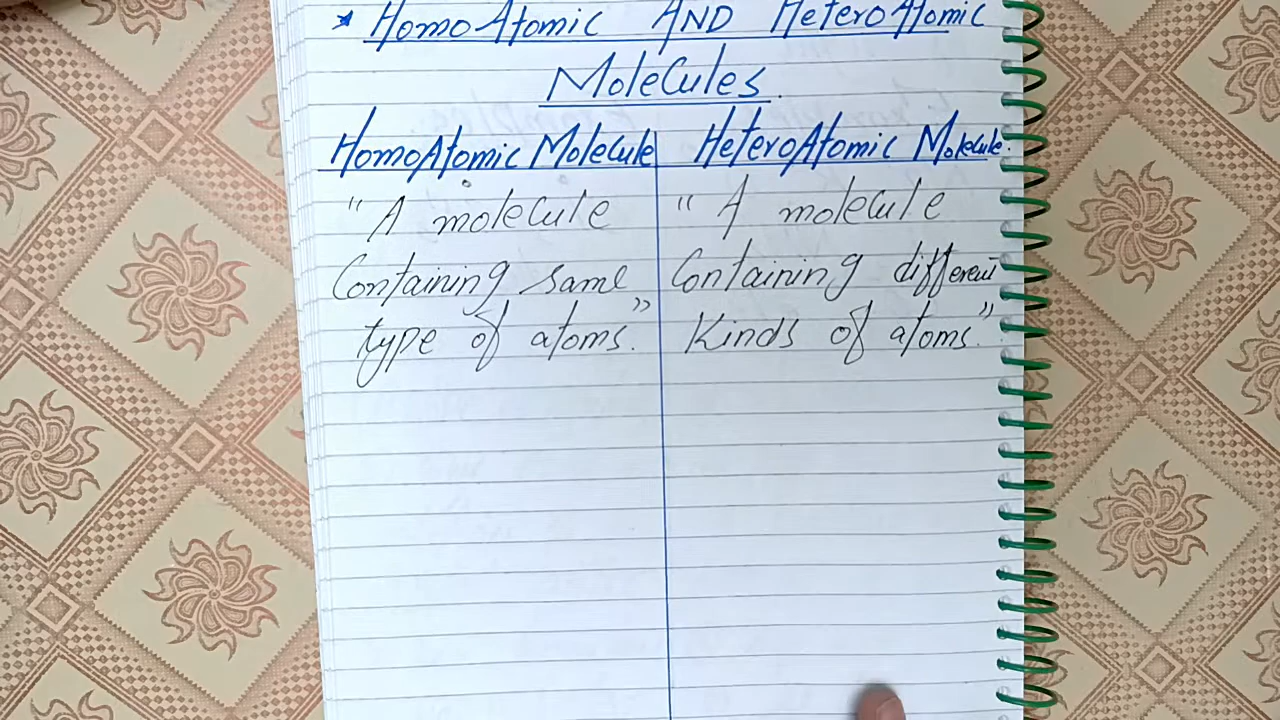 * HomoAtomic AND HeteroAtomic
Molecules.
HomoAtomic Molecule
"A molecule
Containing same
type of atoms."
HeteroAtomic Molecule.
"A molecule
Containing different
Kinds of atoms."